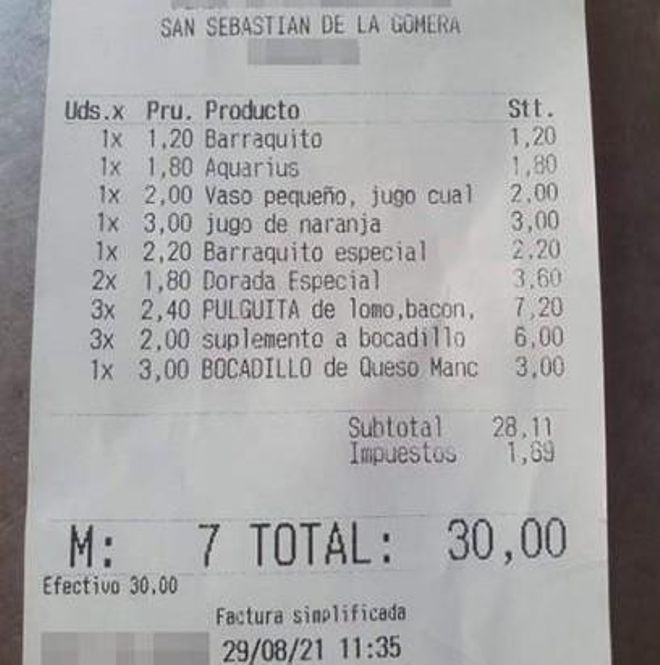 SAN SEBASTIAN DE LA GOMERA
Uds.x Pru. Producto Stt.
1x 1,20 Barraquito 1,20
1x 1,80 Aquarius 1,80
1x 2,00 Vaso pequeño, jugo cual 2,00
1x 3,00 jugo de naranja 3,00
1x 2,20 Barraquito especial 2,20
2x 1,80 Dorada Especial 3,60
3x 2,40 PULGUITA de lomo,bacon, 7,20
3x 2,00 suplemento a bocadillo 6,00
1x 3,00 BOCADILLO de Queso Manc 3,00
Subtotal 28,11
Impuestos 1,69
M: 7 TOTAL: 30,00
Efectivo 30,00
Factura simplificada
29/08/21 11:35